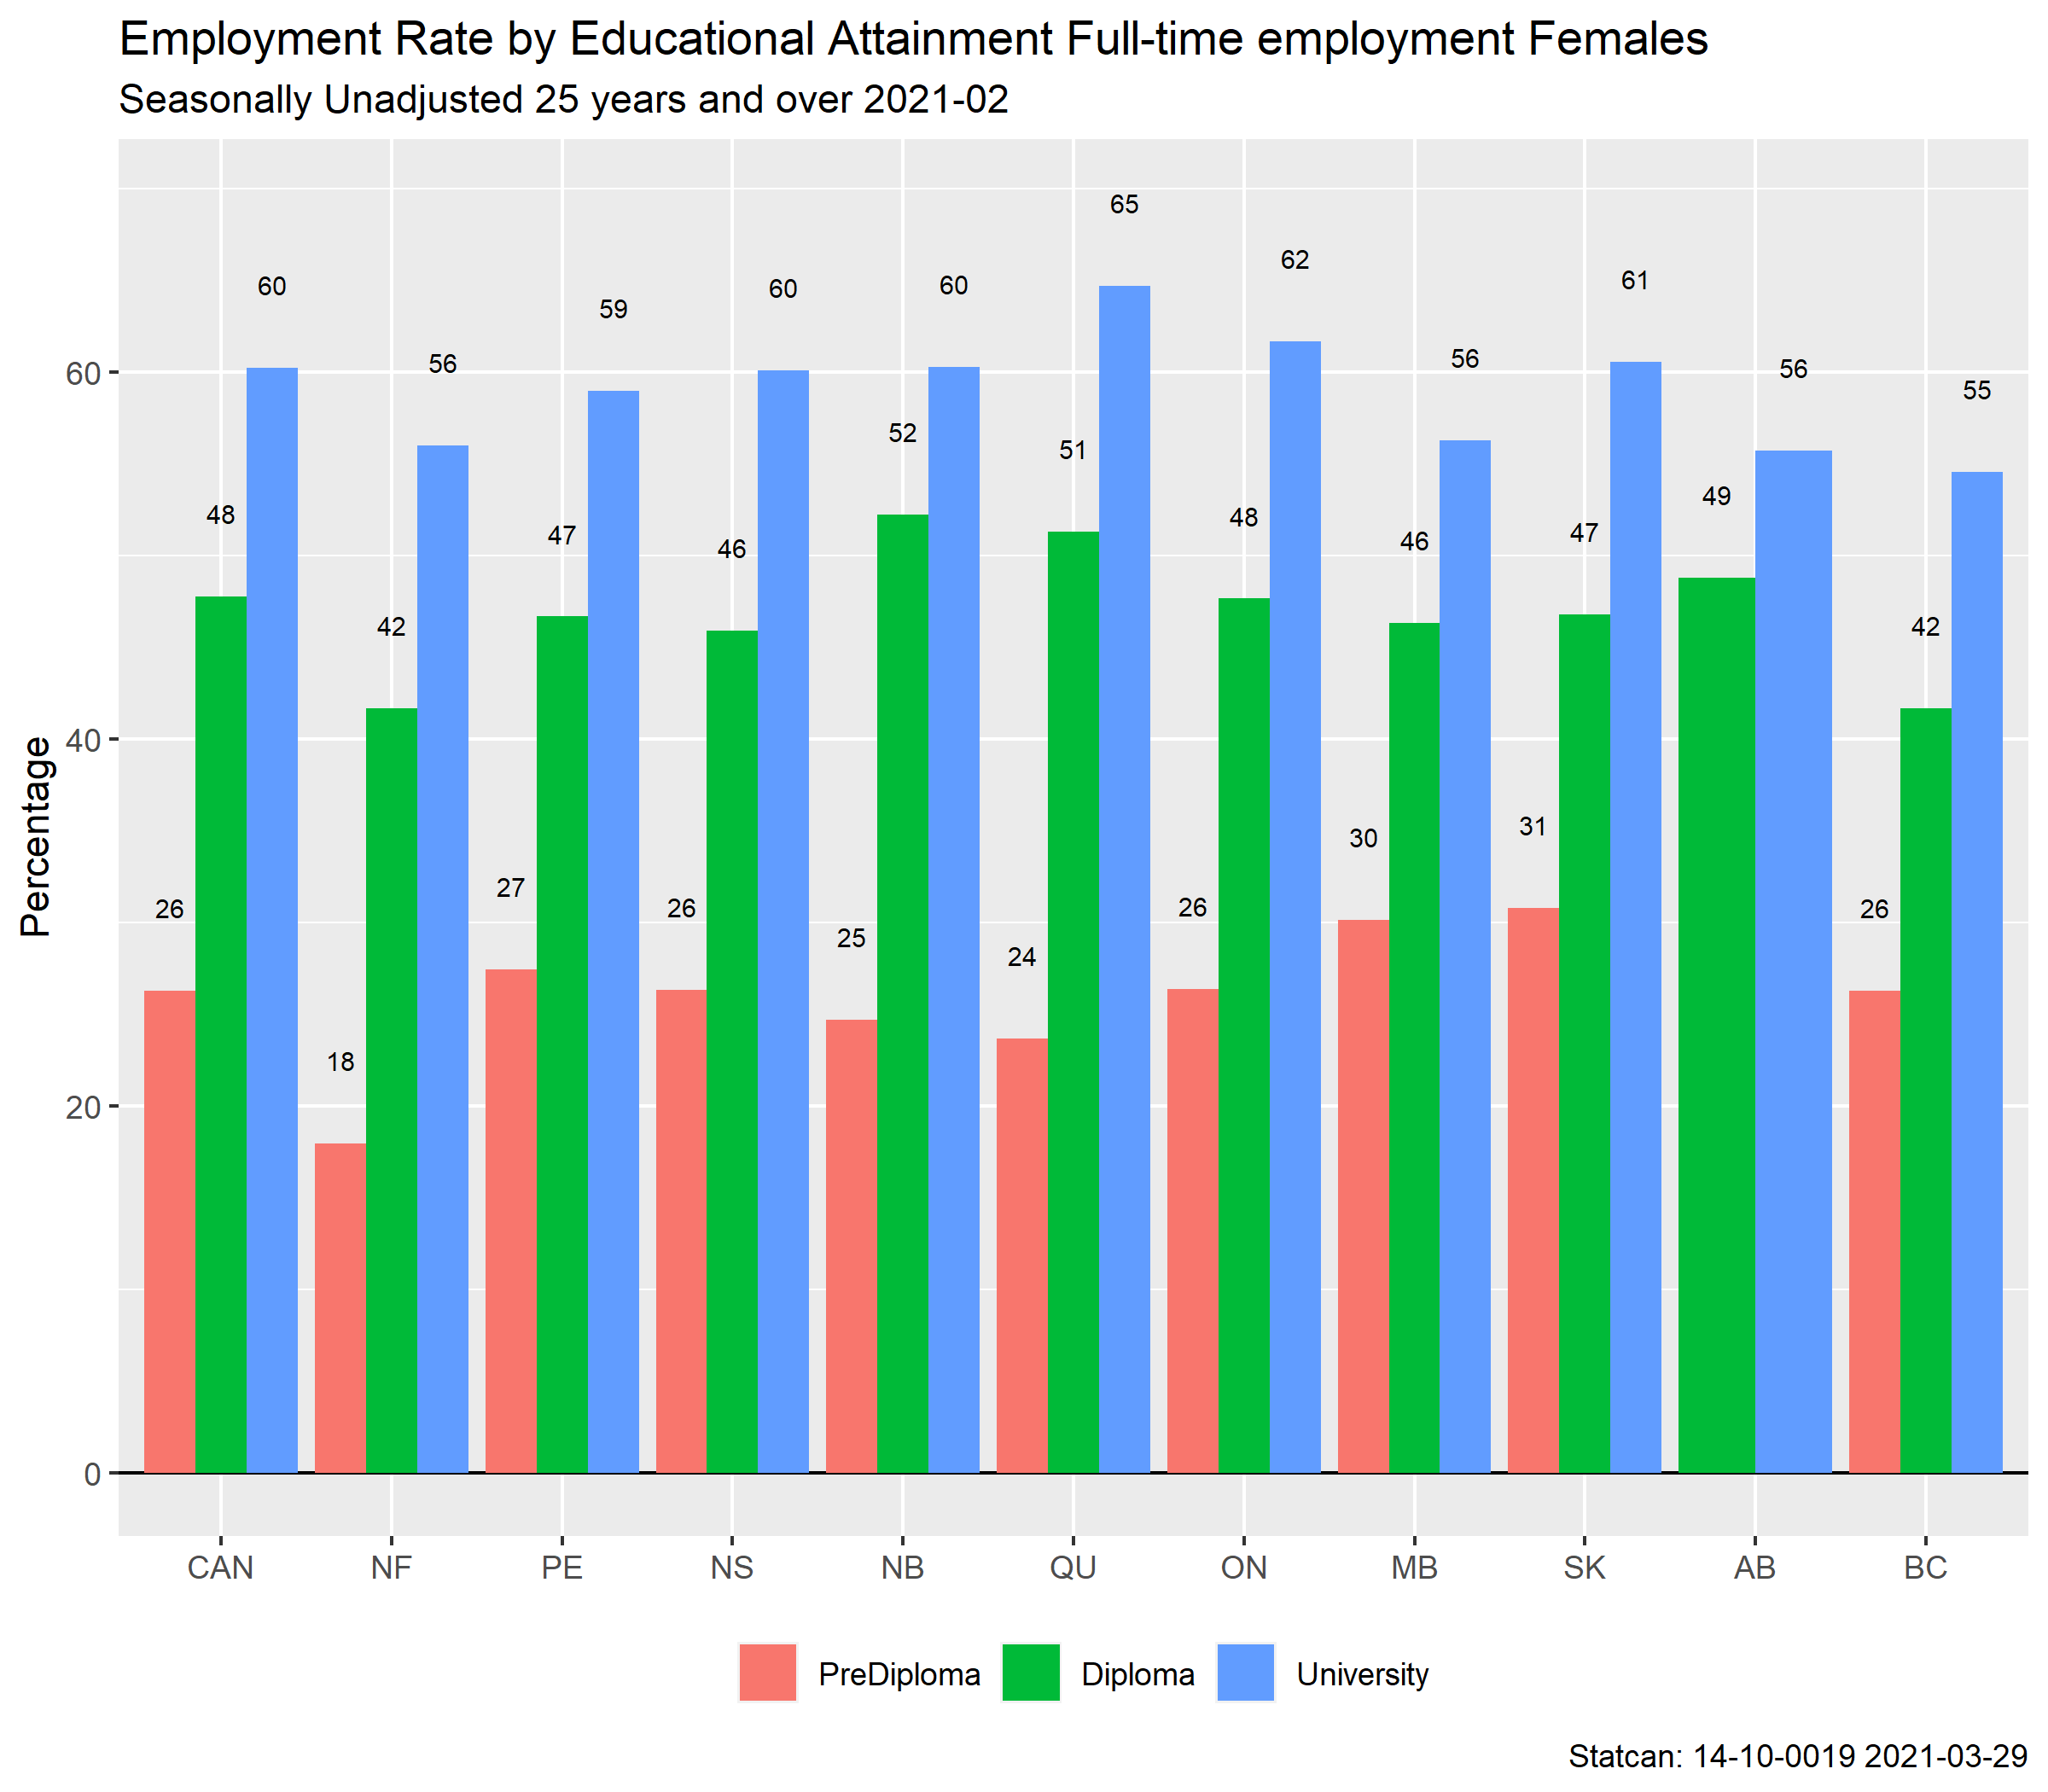 Employment Rate by Educational Attainment Full-time employment Females
Seasonally Unadjusted 25 years and over 2021-02
Percentage
60
40
20
0
26 48 60
18 42 56
27 47 59
26 46 60
25 52 60
24 51 65
26 48 62
30 46 56
31 47 61
49 56
26 42 55
CAN NF PE NS NB QU ON MB SK AB BC
PreDiploma Diploma University
Statcan: 14-10-0019 2021-03-29